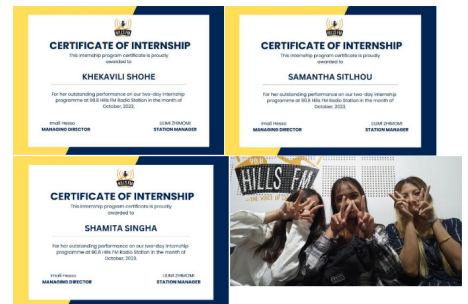 HILLS FM
CERTIFICATE OF INTERNSHIP
This internship program certificate is proudly
awarded to
KHEKAVILI SHOHE
For her outstanding performance on our two-day internship
programme at 90.8 Hills FM Radio Station in the month of
October, 2023.
MANAGING DIRECTOR
STATION MANAGER
HILLS FM
CERTIFICATE OF INTERNSHIP
This internship program certificate is proudly
awarded to
SAMANTHA SITLHOU
For her outstanding performance on our two-day internship
programme at 90.8 Hills FM Radio Station in the month of
October, 2023.
MANAGING DIRECTOR
STATION MANAGER
HILLS FM
CERTIFICATE OF INTERNSHIP
This internship program certificate is proudly
awarded to
SHAMITA SINGHA
For her outstanding performance on our two-day internship
programme at 90.8 Hills FM Radio Station in the month of
October, 2023.
MANAGING DIRECTOR
STATION MANAGER
HILLS FM